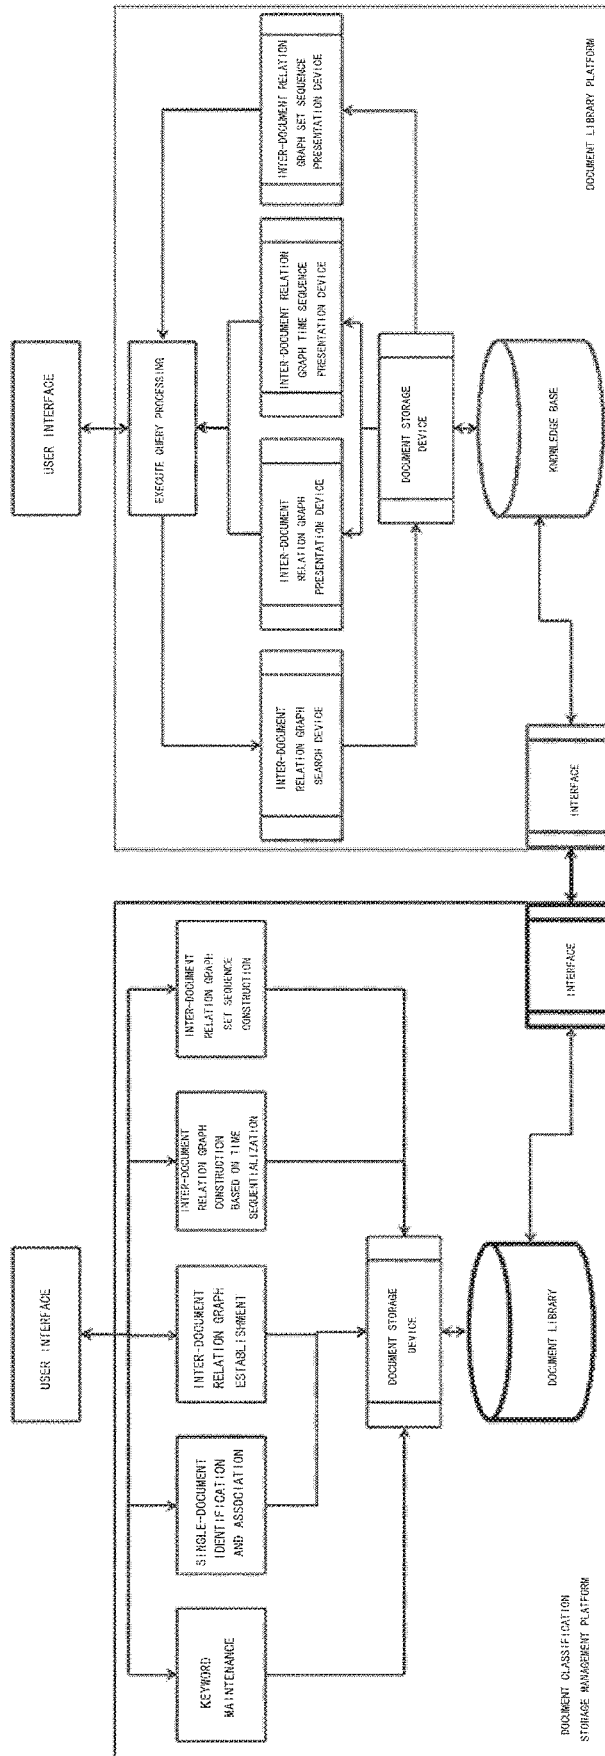 USER INTERFACE
KEYWORD
MAINTENANCE
SINGLE-DOCUMENT
IDENTIFICATION
AND ASSOCIATION
INTER-DOCUMENT
RELATION GRAPH
ESTABLISHMENT
INTER-DOCUMENT
RELATION GRAPH
CONSTRUCTION
BASED ON TIME
SEQUENTIALIZATION
INTER-DOCUMENT
RELATION GRAPH
SET SEQUENCE
CONSTRUCTION
DOCUMENT STORAGE
DEVICE
DOCUMENT LIBRARY
INTERFACE
DOCUMENT CLASSIFICATION
STORAGE MANAGEMENT PLATFORM
USER INTERFACE
EXECUTE QUERY PROCESSING
INTER-DOCUMENT
RELATION GRAPH
SEARCH DEVICE
INTER-DOCUMENT
RELATION GRAPH
PRESENTATION DEVICE
INTER-DOCUMENT RELATION
GRAPH TIME SEQUENCE
PRESENTATION DEVICE
INTER-DOCUMENT RELATION
GRAPH SET SEQUENCE
PRESENTATION DEVICE
DOCUMENT STORAGE
DEVICE
KNOWLEDGE BASE
INTERFACE
DOCUMENT LIBRARY PLATFORM